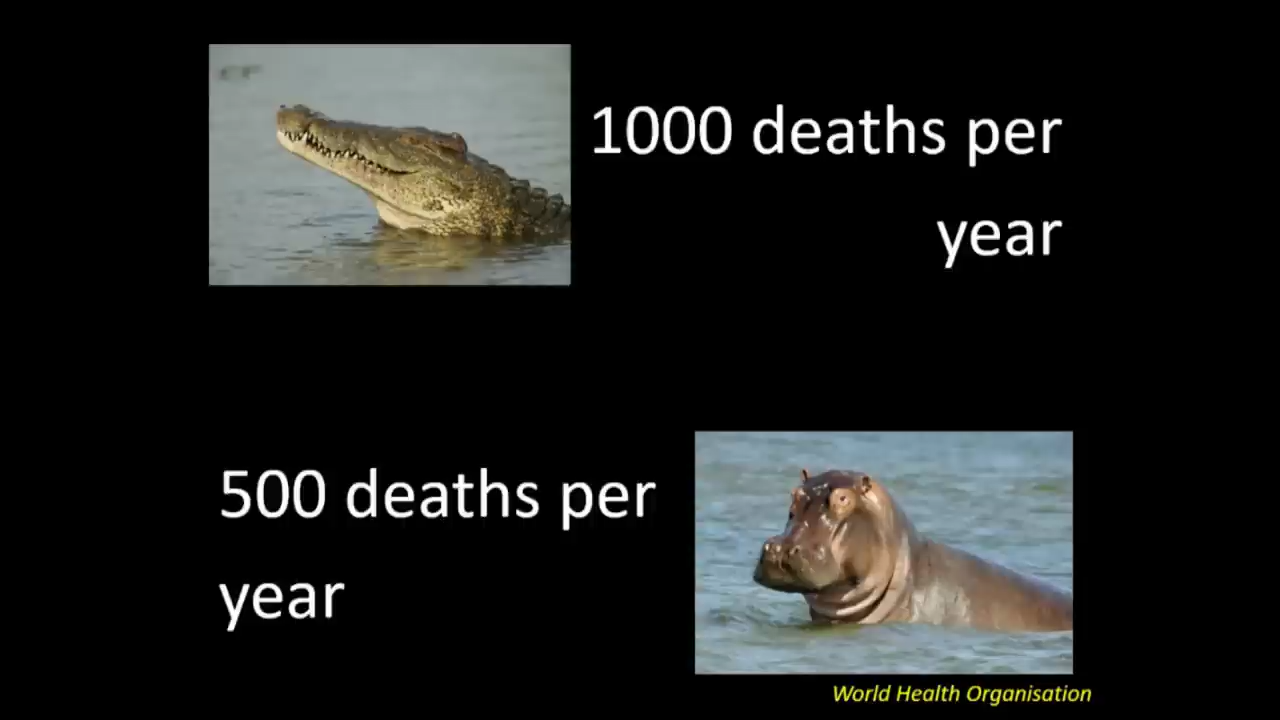 1000 deaths per
year
500 deaths per
year
World Health Organisation